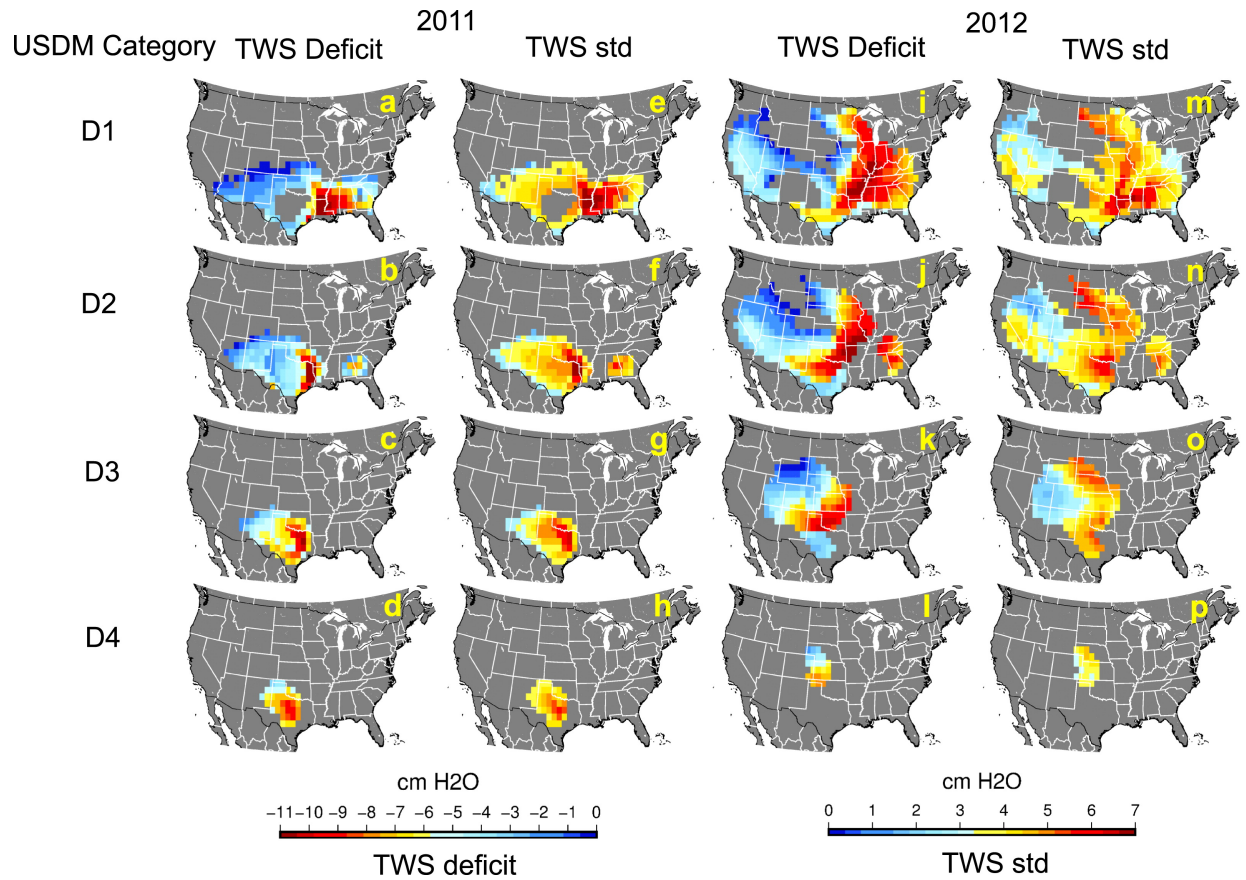 2011 2012
USDM Category TWS Deficit TWS std TWS Deficit TWS std
D1 a e i m
D2 b f j n
D3 c g k o
D4 d h l p
cm H2O cm H2O
−11 −10 −9 −8 −7 −6 −5 −4 −3 −2 −1 0 0 1 2 3 4 5 6 7
TWS deficit TWS std